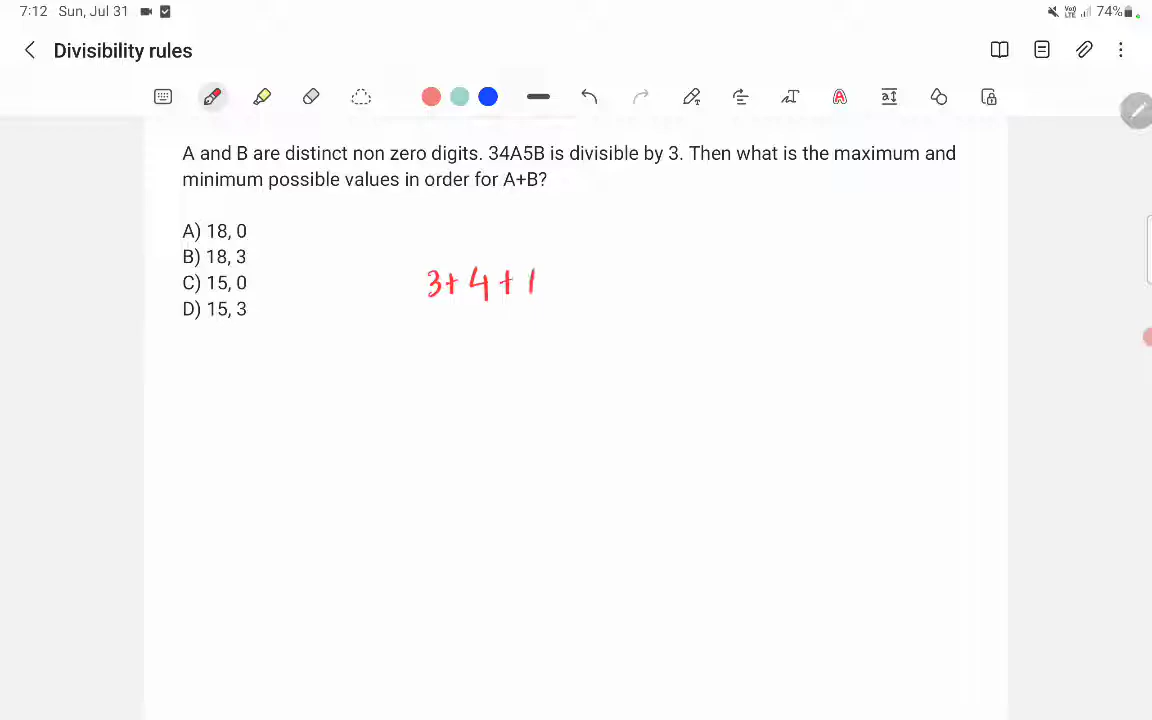 7:12 Sun, Jul 31 74%
Divisibility rules
A and B are distinct non zero digits. 34A5B is divisible by 3. Then what is the maximum and
minimum possible values in order for A+B?
A) 18, 0
B) 18, 3
3+ 4 + 1
C) 15, 0
D) 15, 3